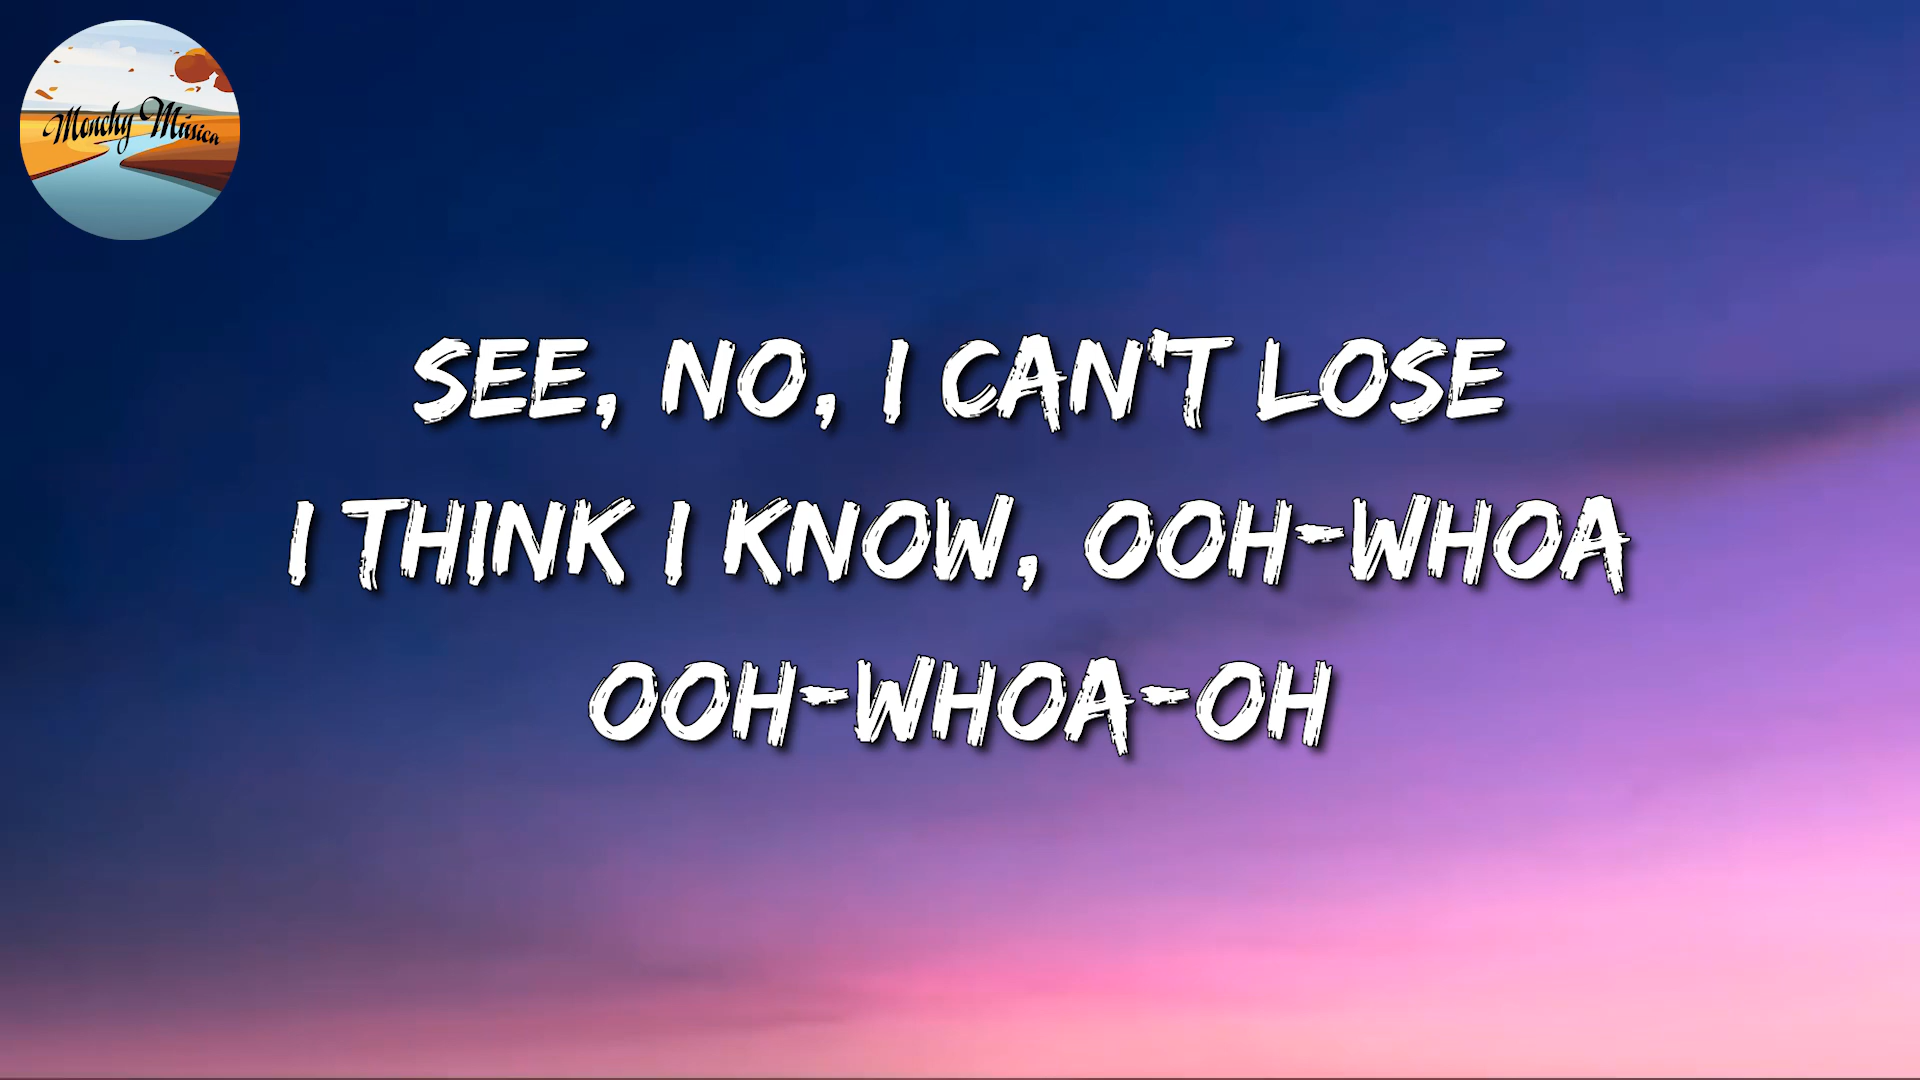 Monchy Música
SEE, NO, I CAN'T LOSE
I THINK I KNOW, OOH-WHOA
OOH-WHOA-OH